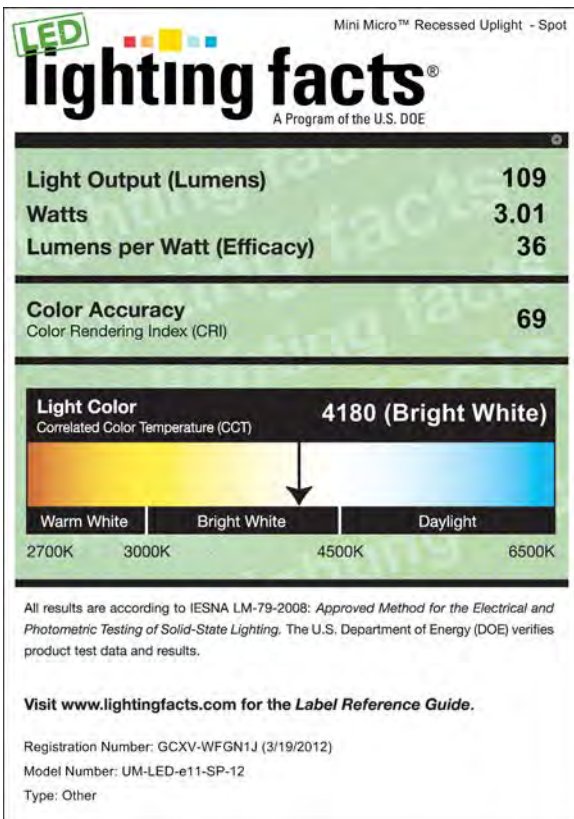 Mini Micro™ Recessed Uplight - Spot
LED
lighting facts®
A Program of the U.S. DOE
Light Output (Lumens) 109
Watts 3.01
Lumens per Watt (Efficacy) 36
Color Accuracy
Color Rendering Index (CRI) 69
Light Color
Correlated Color Temperature (CCT) 4180 (Bright White)
Warm White Bright White Daylight
2700K 3000K 4500K 6500K
All results are according to IESNA LM-79-2008: Approved Method for the Electrical and
Photometric Testing of Solid-State Lighting. The U.S. Department of Energy (DOE) verifies
product test data and results.
Visit www.lightingfacts.com for the Label Reference Guide.
Registration Number: GCXV-WFGN1J (3/19/2012)
Model Number: UM-LED-e11-SP-12
Type: Other